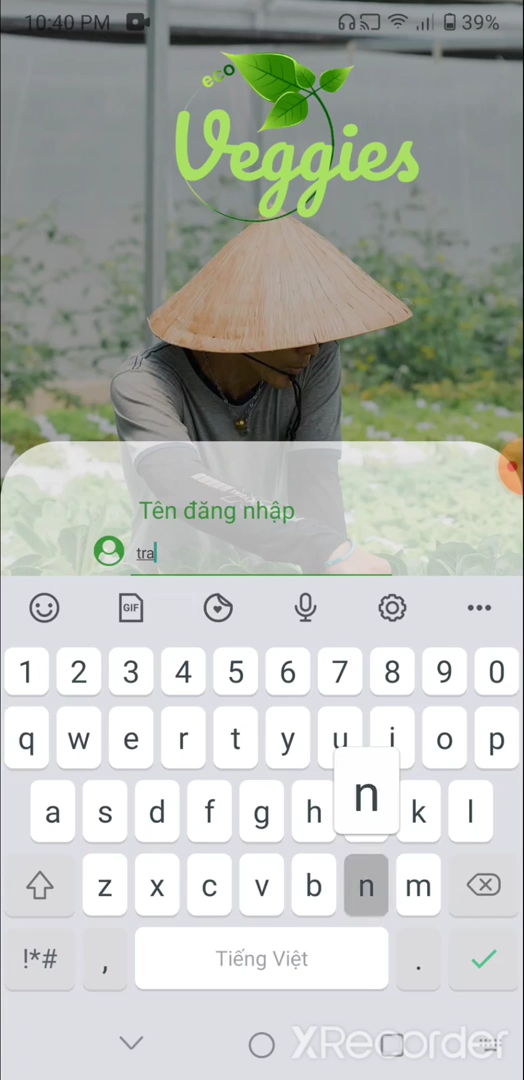 10:40 PM 39%
eco
Veggies
Tên đăng nhập
tra
GIF
1 2 3 4 5 6 7 8 9 0
q w e r t y u i o p
a s d f g h n k l
z x c v b n m
!*# , Tiếng Việt .
XRecorder